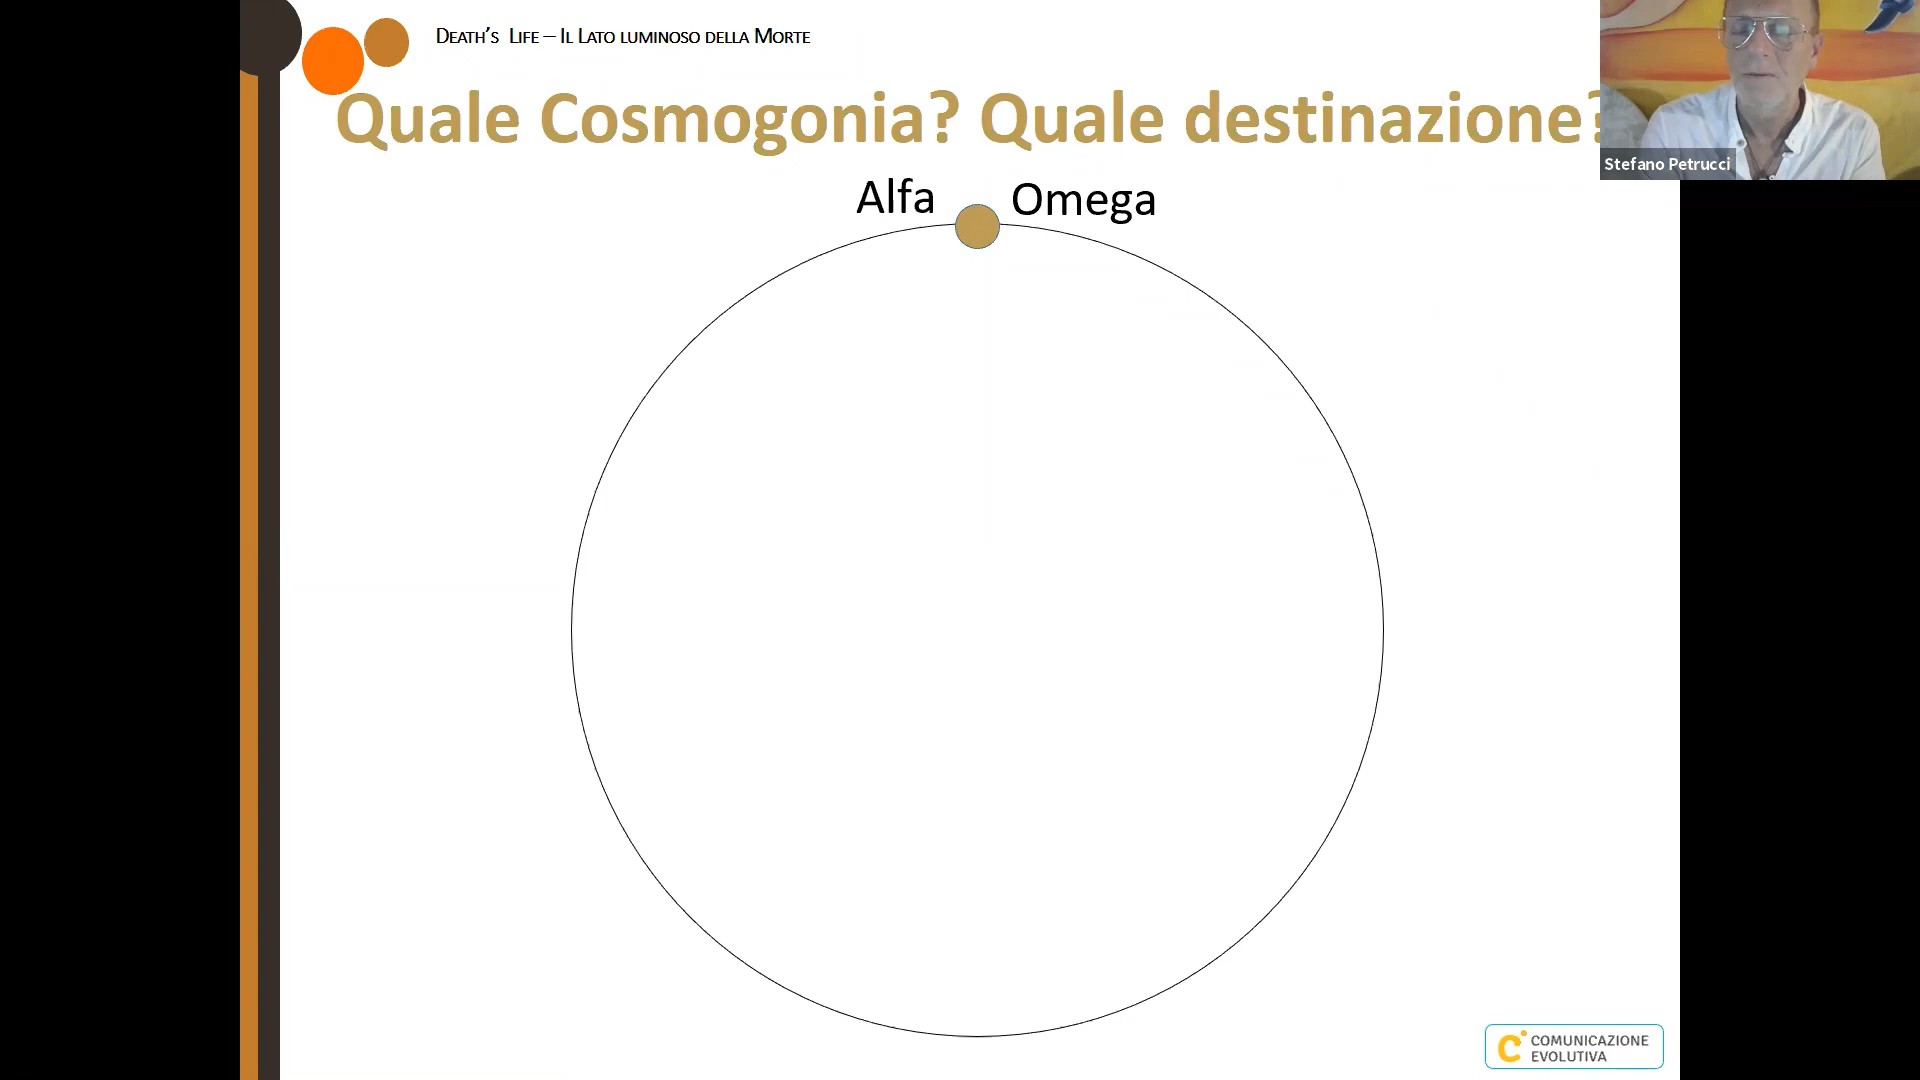 Death's Life – Il Lato luminoso della Morte
Quale Cosmogonia? Quale destinazione?
Stefano Petrucci
Alfa Omega
COMUNICAZIONE
EVOLUTIVA